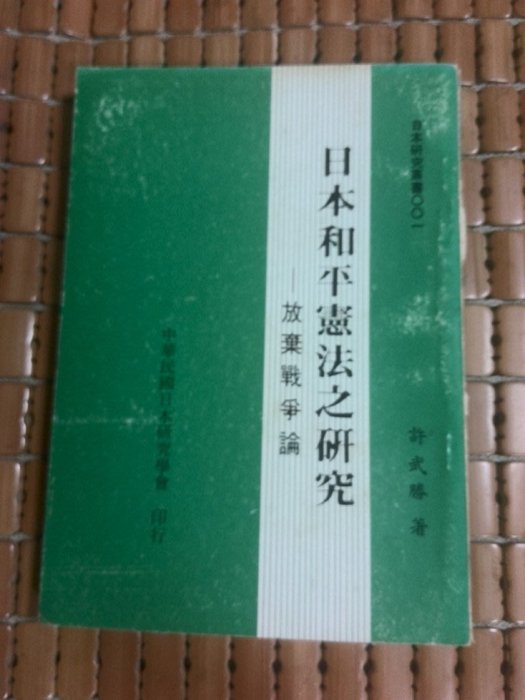 日本研究叢書〇〇一
許武勝 著
日本和平憲法之研究
—放棄戰爭論
中華民國日本研究學會 印行